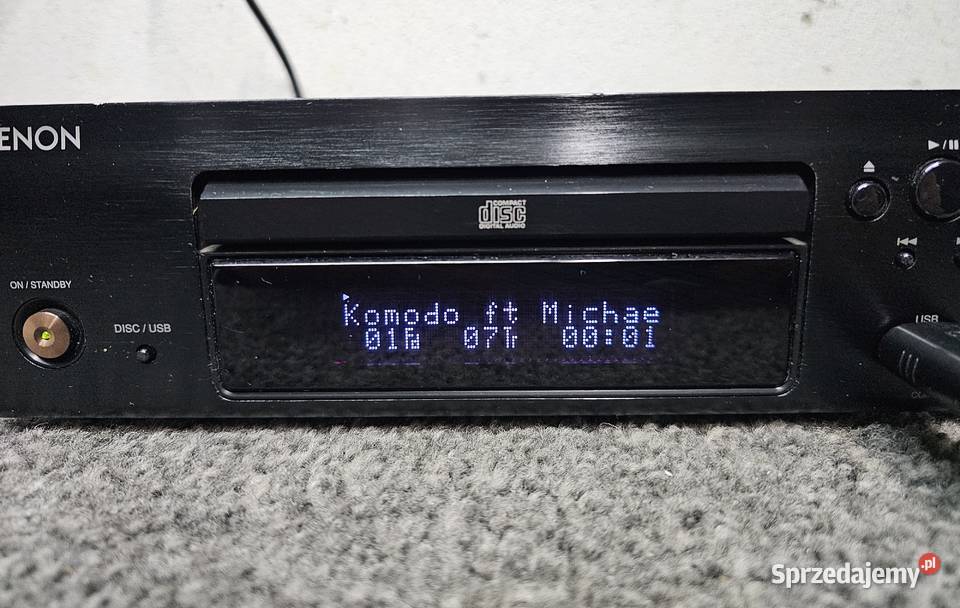 ENON
COMPACT
disc
DIGITAL AUDIO
ON / STANDBY
DISC / USB
Komodo ft Michae
01 07 00:01
USB
Sprzedajemy.pl